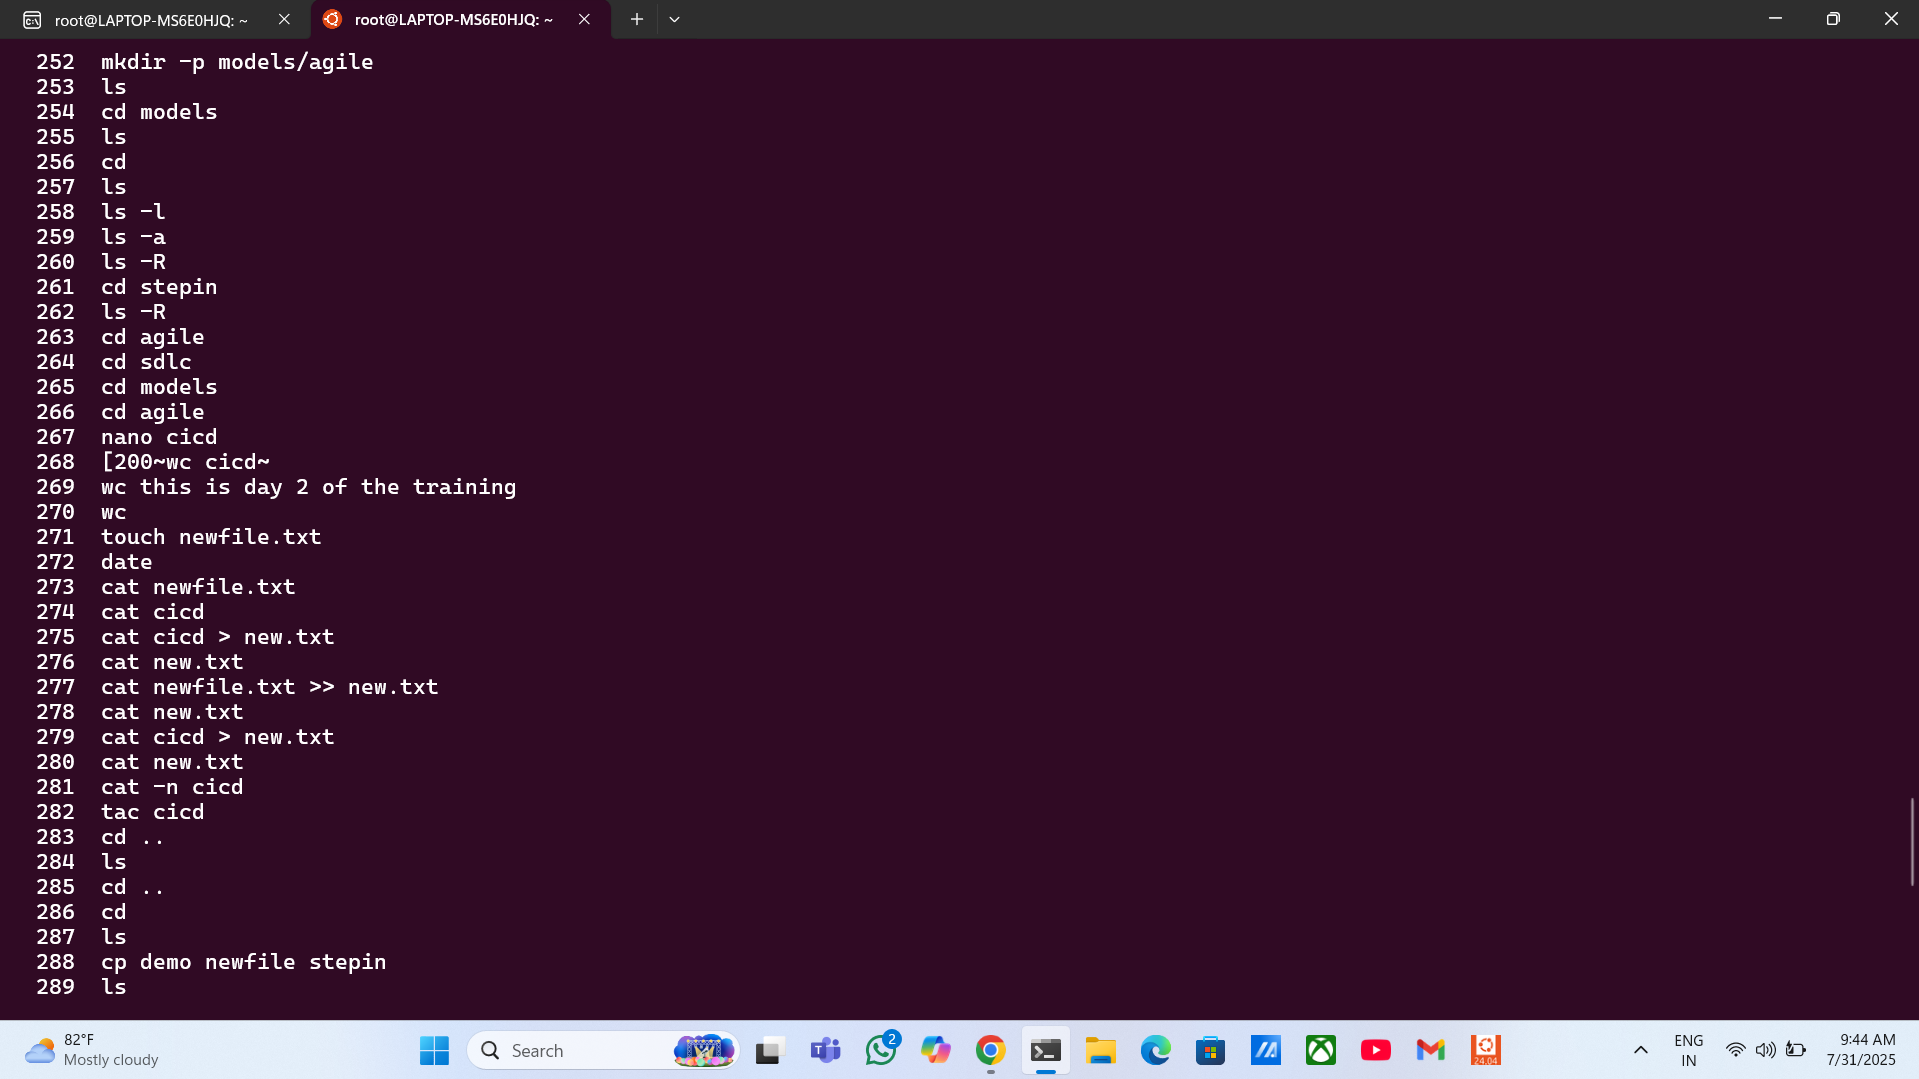 root@LAPTOP-MS6E0HJQ: ~
root@LAPTOP-MS6E0HJQ: ~
252 mkdir -p models/agile
253 ls
254 cd models
255 ls
256 cd
257 ls
258 ls -l
259 ls -a
260 ls -R
261 cd stepin
262 ls -R
263 cd agile
264 cd sdlc
265 cd models
266 cd agile
267 nano cicd
268 [200~wc cicd~
269 wc this is day 2 of the training
270 wc
271 touch newfile.txt
272 date
273 cat newfile.txt
274 cat cicd
275 cat cicd > new.txt
276 cat new.txt
277 cat newfile.txt >> new.txt
278 cat new.txt
279 cat cicd > new.txt
280 cat new.txt
281 cat -n cicd
282 tac cicd
283 cd ..
284 ls
285 cd ..
286 cd
287 ls
288 cp demo newfile stepin
289 ls
82°F
Mostly cloudy
Search
2
24.04
ENG
IN
9:44 AM
7/31/2025